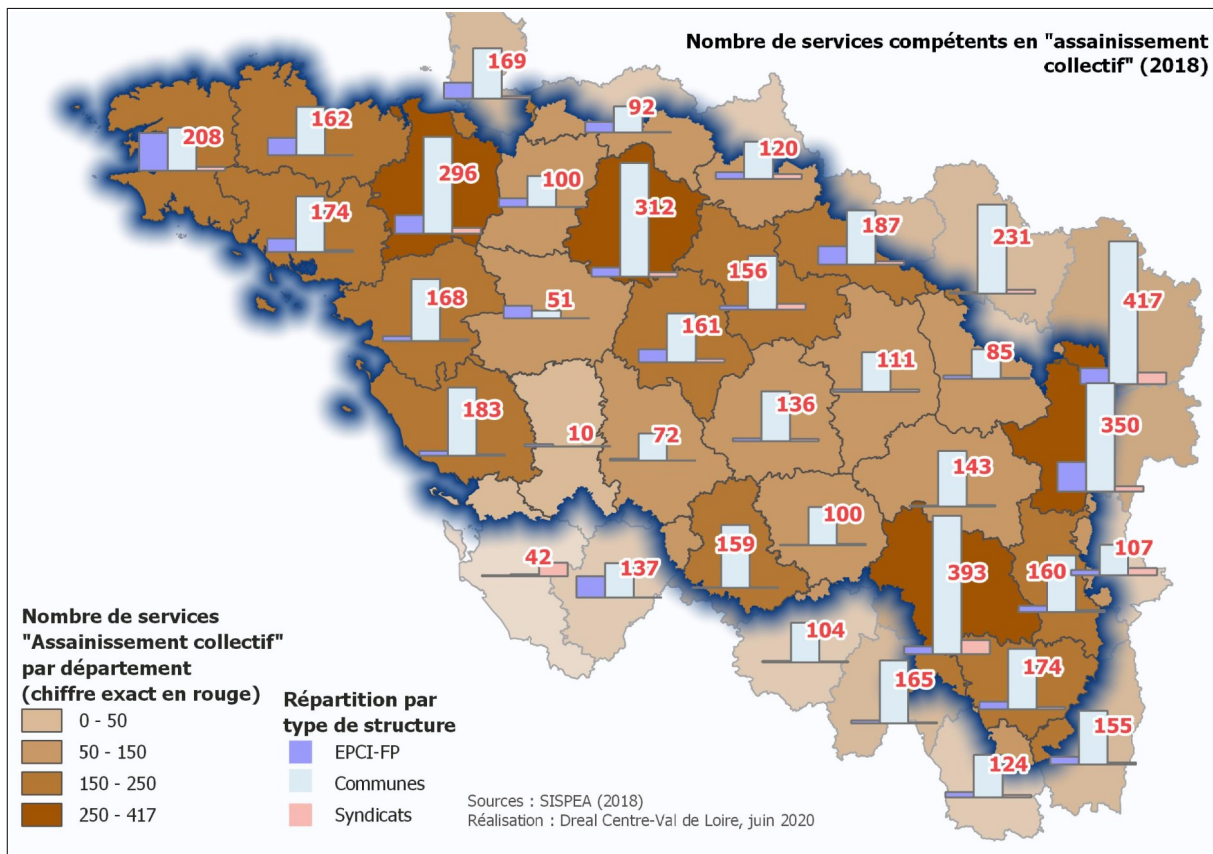 Nombre de services compétents en "assainissement
collectif" (2018)
169
92
162
208
120
296
100
312
187
174
231
156
417
168
51
161
111
85
350
183
136
10
72
143
100
159
393
107
160
42
137
104
174
165
155
124
Nombre de services
"Assainissement collectif"
par département
(chiffre exact en rouge)
0 - 50
50 - 150
150 - 250
250 - 417
Répartition par
type de structure
EPCI-FP
Communes
Syndicats
Sources : SISPEA (2018)
Réalisation : Dreal Centre-Val de Loire, juin 2020